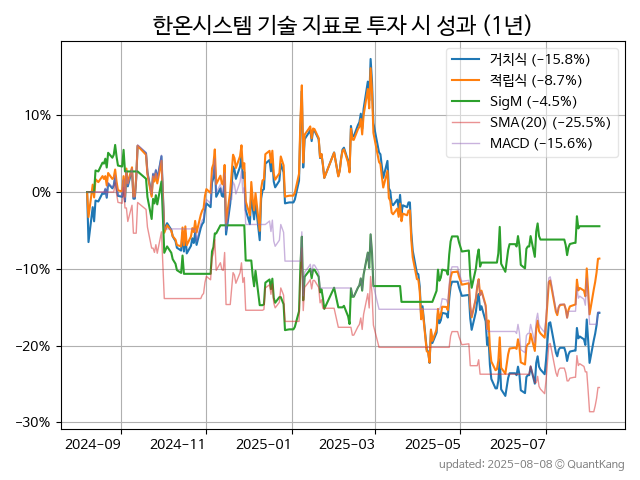 한온시스템 기술 지표로 투자 시 성과 (1년)
거치식 (−15.8%)
적립식 (−8.7%)
SigM (−4.5%)
SMA(20) (−25.5%)
MACD (−15.6%)
10%
0%
−10%
−20%
−30%
2024-09 2024-11 2025-01 2025-03 2025-05 2025-07
updated: 2025-08-08 © QuantKang